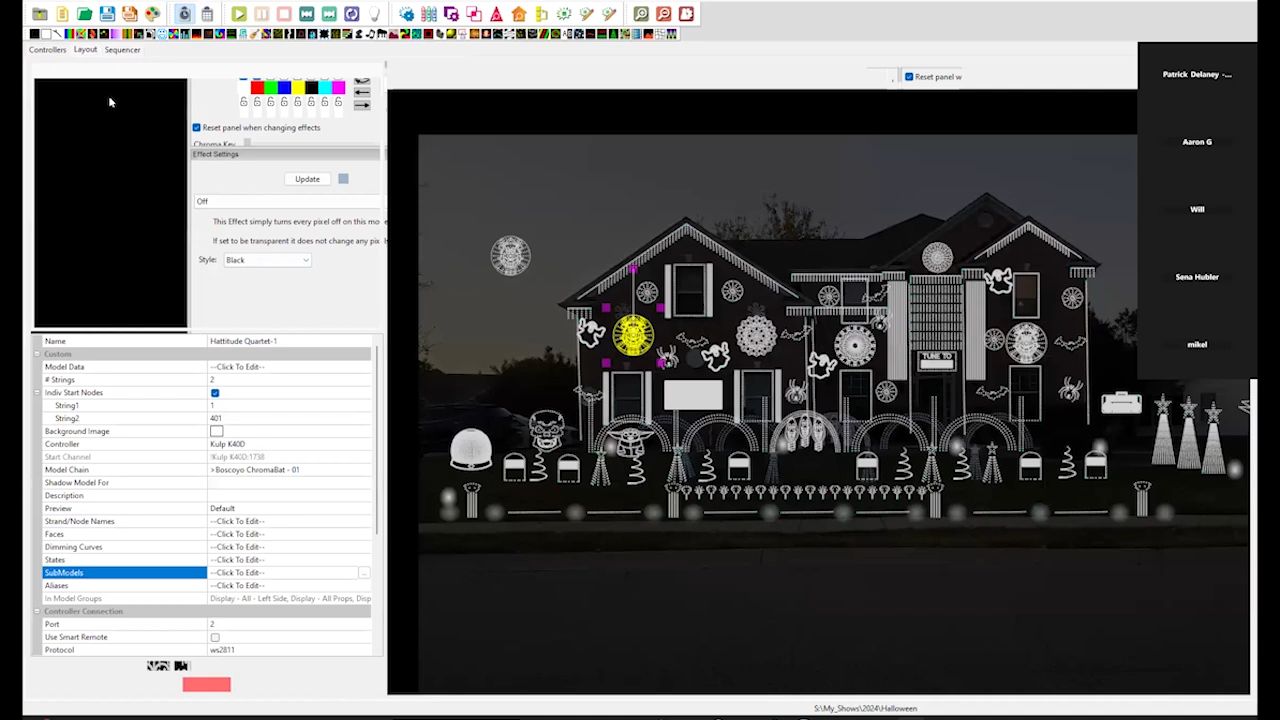 Controllers
Layout
Sequencer
Reset panel when changing effects
Chroma Key
Effect Settings
Update
Off
This Effect simply turns every pixel off on this mo
If set to be transparent it does not change any pix
Style:
Black
Name
Hattitude Quartet-1
Custom
Model Data
--Click To Edit--
# Strings
2
Indiv Start Nodes
String1
1
String2
401
Background Image
Controller
Kulp K40D
Start Channel
!Kulp K40D:1738
Model Chain
>Boscoyo ChromaBat - 01
Shadow Model For
Description
Preview
Default
Strand/Node Names
--Click To Edit--
Faces
--Click To Edit--
Dimming Curves
--Click To Edit--
States
--Click To Edit--
SubModels
--Click To Edit--
...
Aliases
--Click To Edit--
In Model Groups
Display - All - Left Side, Display - All Props, Disp
Controller Connection
Port
2
Use Smart Remote
Protocol
ws2811
Reset panel w
TUNE TO
Patrick Delaney -...
Aaron G
Will
Sena Hubler
mikel
S:\My_Shows\2024\Halloween